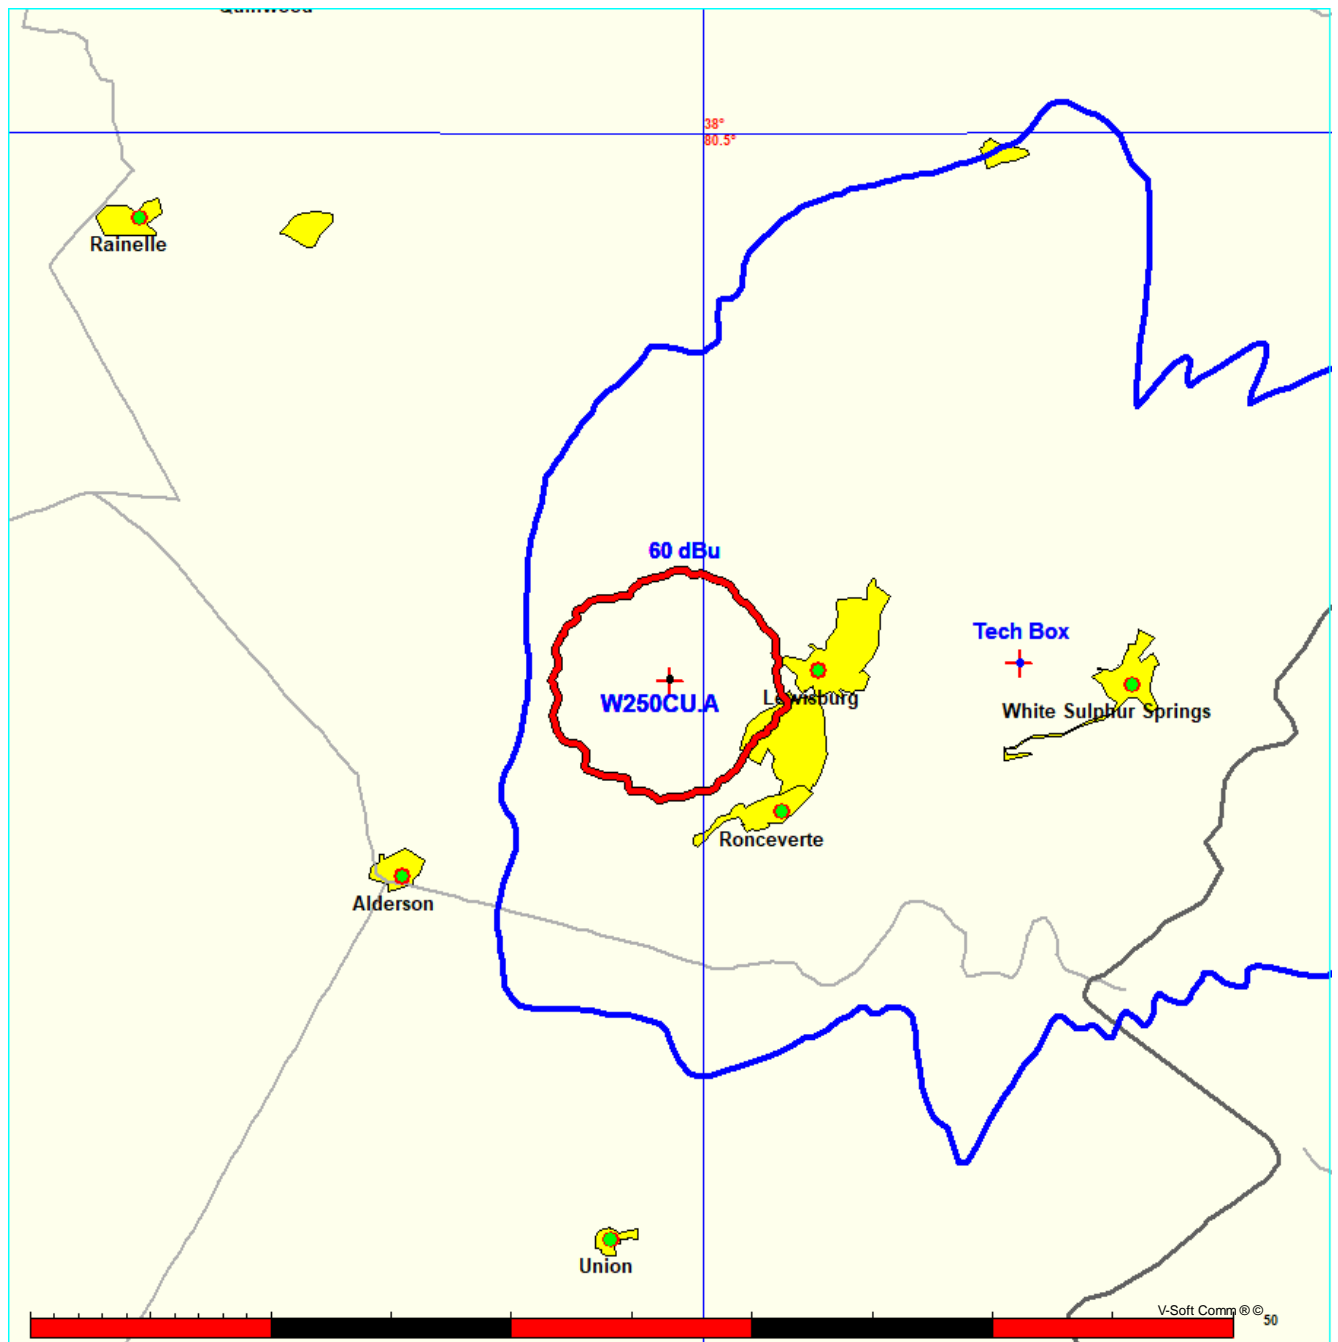 Quinwood
38°
80.5°
Rainelle
60 dBu
Tech Box
W250CU.A
Lewisburg
White Sulphur Springs
Ronceverte
Alderson
Union
V-Soft Comm ® ©
50